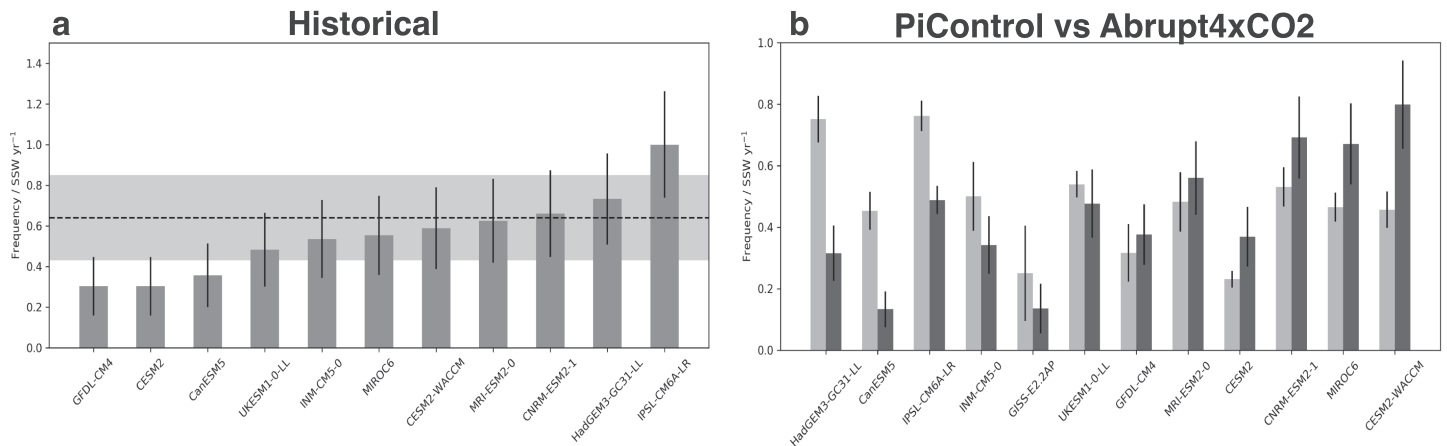 a
Historical
Frequency / SSW yr⁻¹
1.4
1.2
1.0
0.8
0.6
0.4
0.2
0.0
GFDL-CM4
CESM2
CanESM5
UKESM1-0-LL
INM-CM5-0
MIROC6
CESM2-WACCM
MRI-ESM2-0
CNRM-ESM2-1
HadGEM3-GC31-LL
IPSL-CM6A-LR
b
PiControl vs Abrupt4xCO2
Frequency / SSW yr⁻¹
1.0
0.8
0.6
0.4
0.2
0.0
HadGEM3-GC31-LL
CanESM5
IPSL-CM6A-LR
INM-CM5-0
GISS-E2.2AP
UKESM1-0-LL
GFDL-CM4
MRI-ESM2-0
CESM2
CNRM-ESM2-1
MIROC6
CESM2-WACCM